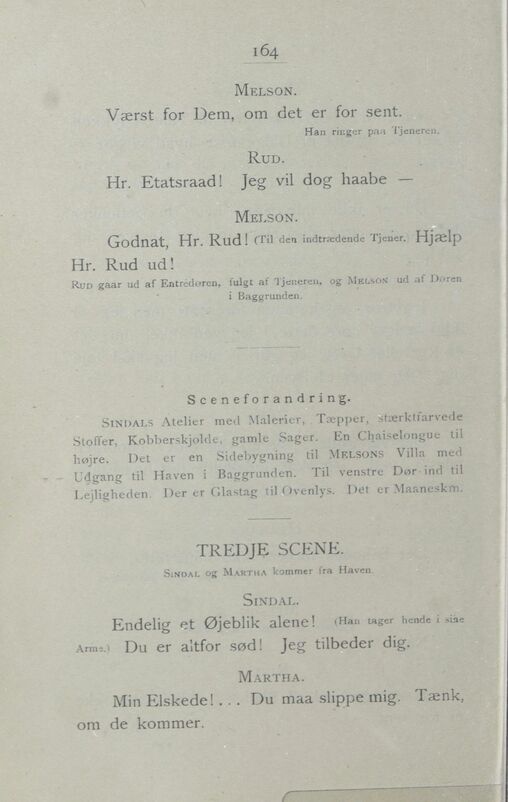 164
MELSON.
Værst for Dem, om det er for sent.
Han ringer paa Tjeneren.
RUD.
Hr. Etatsraad! Jeg vil dog haabe —
MELSON.
Godnat, Hr. Rud! (Til den indtrædende Tjener.) Hjælp
Hr. Rud ud!
RUD gaar ud af Entrédøren, fulgt af Tjeneren, og MELSON ud af Døren
i Baggrunden.
Sceneforandring.
SINDALS Atelier med Malerier, Tæpper, stærktfarvede
Stoffer, Kobberskjolde, gamle Sager. En Chaiselongue til
højre. Det er en Sidebygning til MELSONS Villa med
Udgang til Haven i Baggrunden. Til venstre Dør ind til
Lejligheden. Der er Glastag til Ovenlys. Det er Maaneskin.
TREDJE SCENE.
SINDAL og MARTHA kommer fra Haven.
SINDAL.
Endelig et Øjeblik alene! (Han tager hende i sine
Arme.) Du er altfor sød! Jeg tilbeder dig.
MARTHA.
Min Elskede! . . . Du maa slippe mig. Tænk,
om de kommer.